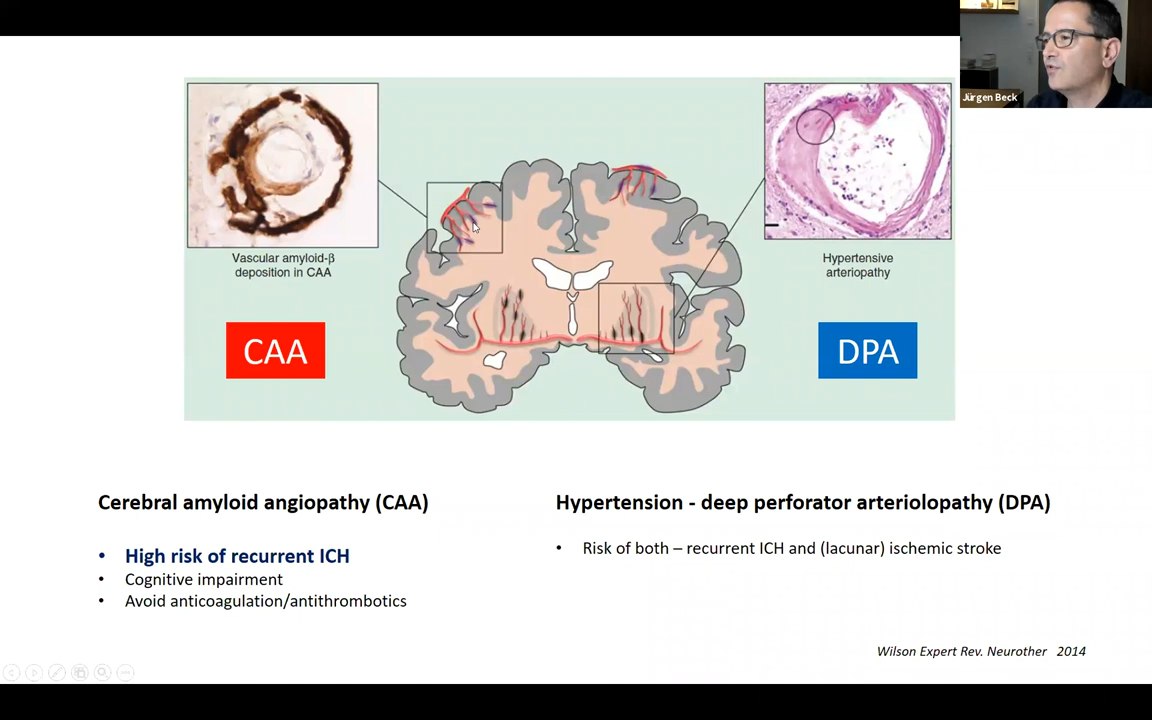 Jürgen Beck
Vascular amyloid-β
deposition in CAA
Hypertensive
arteriopathy
CAA
DPA
Cerebral amyloid angiopathy (CAA)
• High risk of recurrent ICH
• Cognitive impairment
• Avoid anticoagulation/antithrombotics
Hypertension - deep perforator arteriolopathy (DPA)
• Risk of both – recurrent ICH and (lacunar) ischemic stroke
Wilson Expert Rev. Neurother 2014